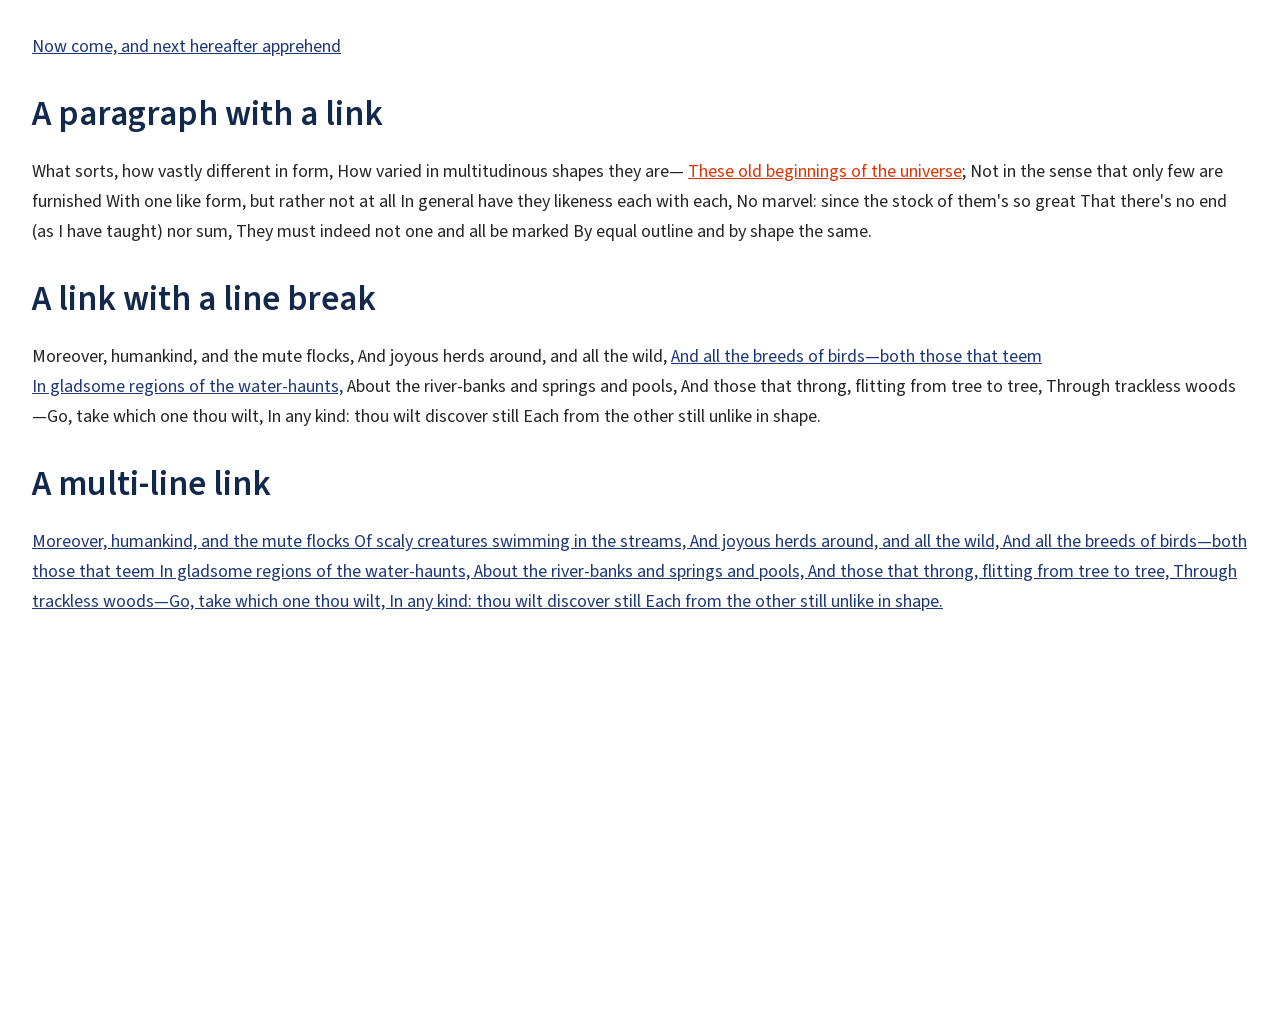 Now come, and next hereafter apprehend
A paragraph with a link
What sorts, how vastly different in form, How varied in multitudinous shapes they are— These old beginnings of the universe; Not in the sense that only few are
furnished With one like form, but rather not at all In general have they likeness each with each, No marvel: since the stock of them's so great That there's no end
(as I have taught) nor sum, They must indeed not one and all be marked By equal outline and by shape the same.
A link with a line break
Moreover, humankind, and the mute flocks, And joyous herds around, and all the wild, And all the breeds of birds—both those that teem
In gladsome regions of the water-haunts, About the river-banks and springs and pools, And those that throng, flitting from tree to tree, Through trackless woods
—Go, take which one thou wilt, In any kind: thou wilt discover still Each from the other still unlike in shape.
A multi-line link
Moreover, humankind, and the mute flocks Of scaly creatures swimming in the streams, And joyous herds around, and all the wild, And all the breeds of birds—both
those that teem In gladsome regions of the water-haunts, About the river-banks and springs and pools, And those that throng, flitting from tree to tree, Through
trackless woods—Go, take which one thou wilt, In any kind: thou wilt discover still Each from the other still unlike in shape.